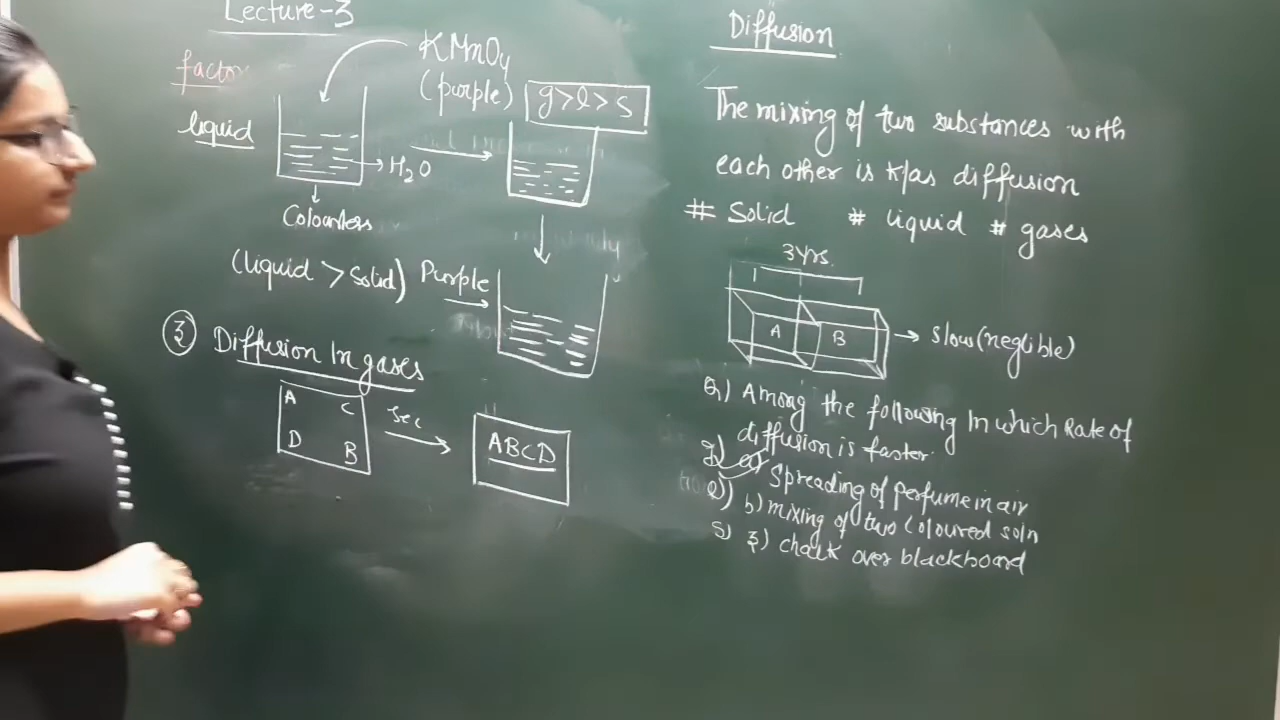 Lecture-3
factor
KMnO4
(purple)
g>l>s
liquid
H2O
Colourless
(liquid > Solid)
Purple
3) Diffusion In gases
A
C
D
B
Sec
ABCD
Diffusion
The mixing of two substances with
each other is k/as diffusion
# Solid # liquid # gases
3yrs.
A
B
slow(neglible)
Q) Among the following In which Rate of
diffusion is faster.
g) a) Spreading of perfume in air
l) b) mixing of two coloured soln
S) 3) chalk over blackboard